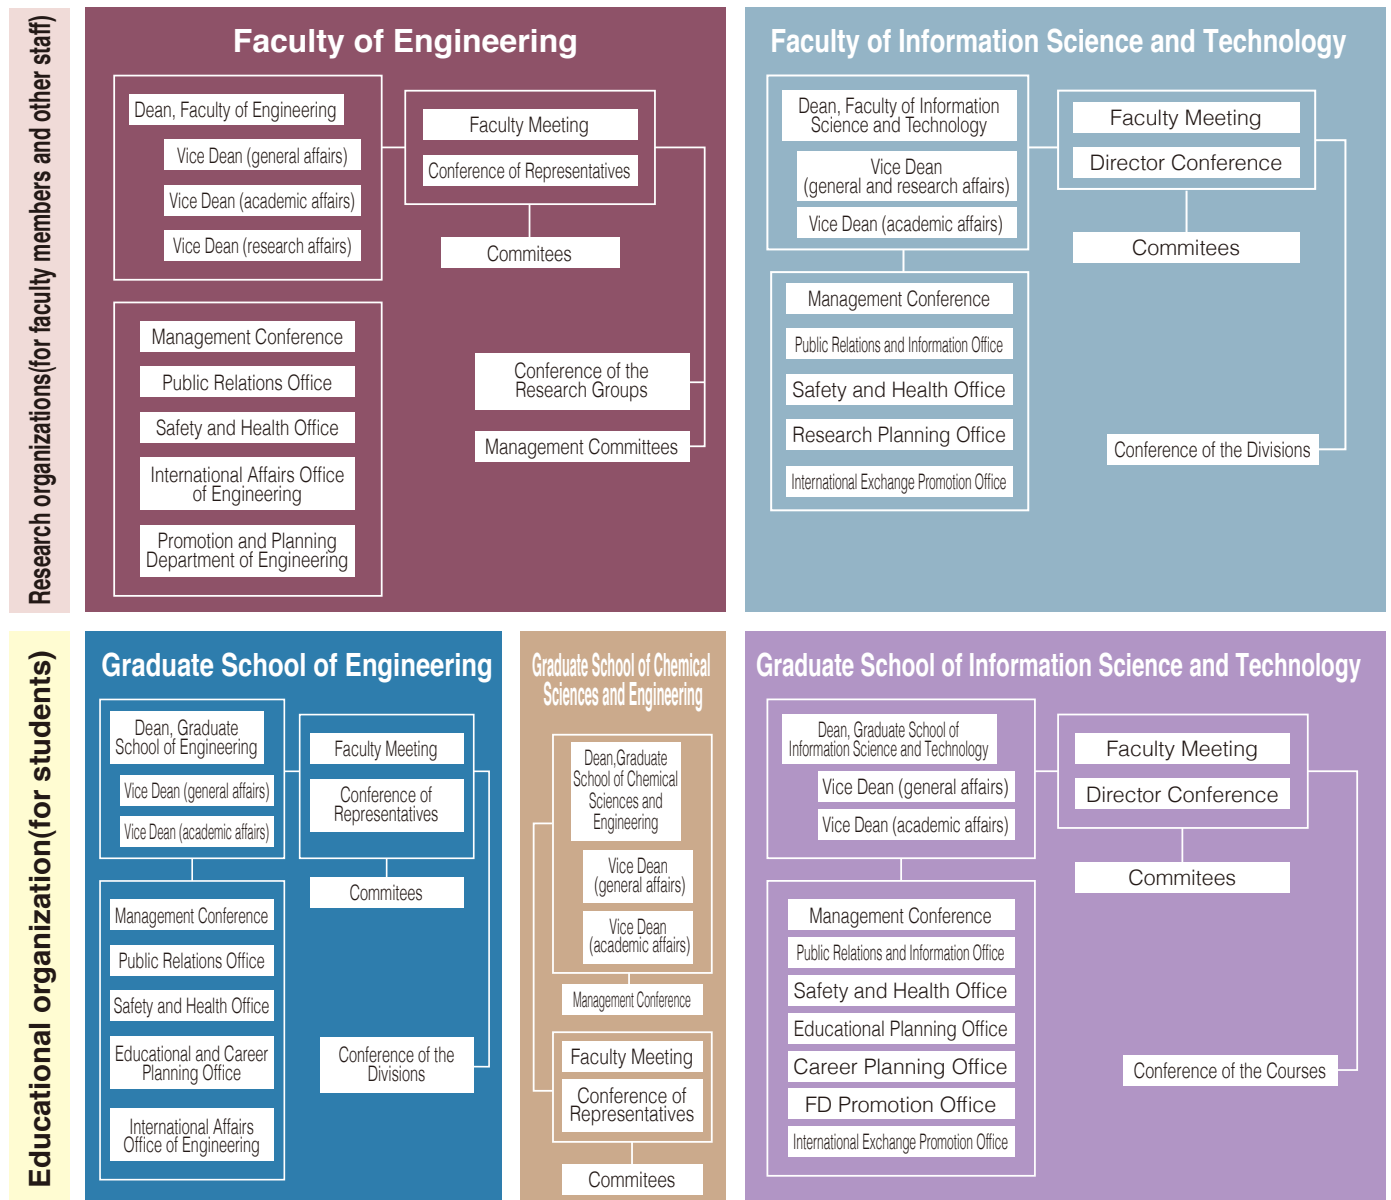 Research organizations(for faculty members and other staff)
Faculty of Engineering
Dean, Faculty of Engineering
Vice Dean (general affairs)
Vice Dean (academic affairs)
Vice Dean (research affairs)
Faculty Meeting
Conference of Representatives
Commitees
Management Conference
Public Relations Office
Safety and Health Office
International Affairs Office
of Engineering
Promotion and Planning
Department of Engineering
Conference of the
Research Groups
Management Committees
Faculty of Information Science and Technology
Dean, Faculty of Information
Science and Technology
Vice Dean
(general and research affairs)
Vice Dean (academic affairs)
Faculty Meeting
Director Conference
Commitees
Management Conference
Public Relations and Information Office
Safety and Health Office
Research Planning Office
International Exchange Promotion Office
Conference of the Divisions
Educational organization(for students)
Graduate School of Engineering
Dean, Graduate
School of Engineering
Vice Dean (general affairs)
Vice Dean (academic affairs)
Faculty Meeting
Conference of
Representatives
Commitees
Management Conference
Public Relations Office
Safety and Health Office
Educational and Career
Planning Office
International Affairs
Office of Engineering
Conference of the
Divisions
Graduate School of Chemical
Sciences and Engineering
Dean,Graduate
School of Chemical
Sciences and
Engineering
Vice Dean
(general affairs)
Vice Dean
(academic affairs)
Management Conference
Faculty Meeting
Conference of
Representatives
Commitees
Graduate School of Information Science and Technology
Dean, Graduate School of
Information Science and Technology
Vice Dean (general affairs)
Vice Dean (academic affairs)
Faculty Meeting
Director Conference
Commitees
Management Conference
Public Relations and Information Office
Safety and Health Office
Educational Planning Office
Career Planning Office
FD Promotion Office
International Exchange Promotion Office
Conference of the Courses